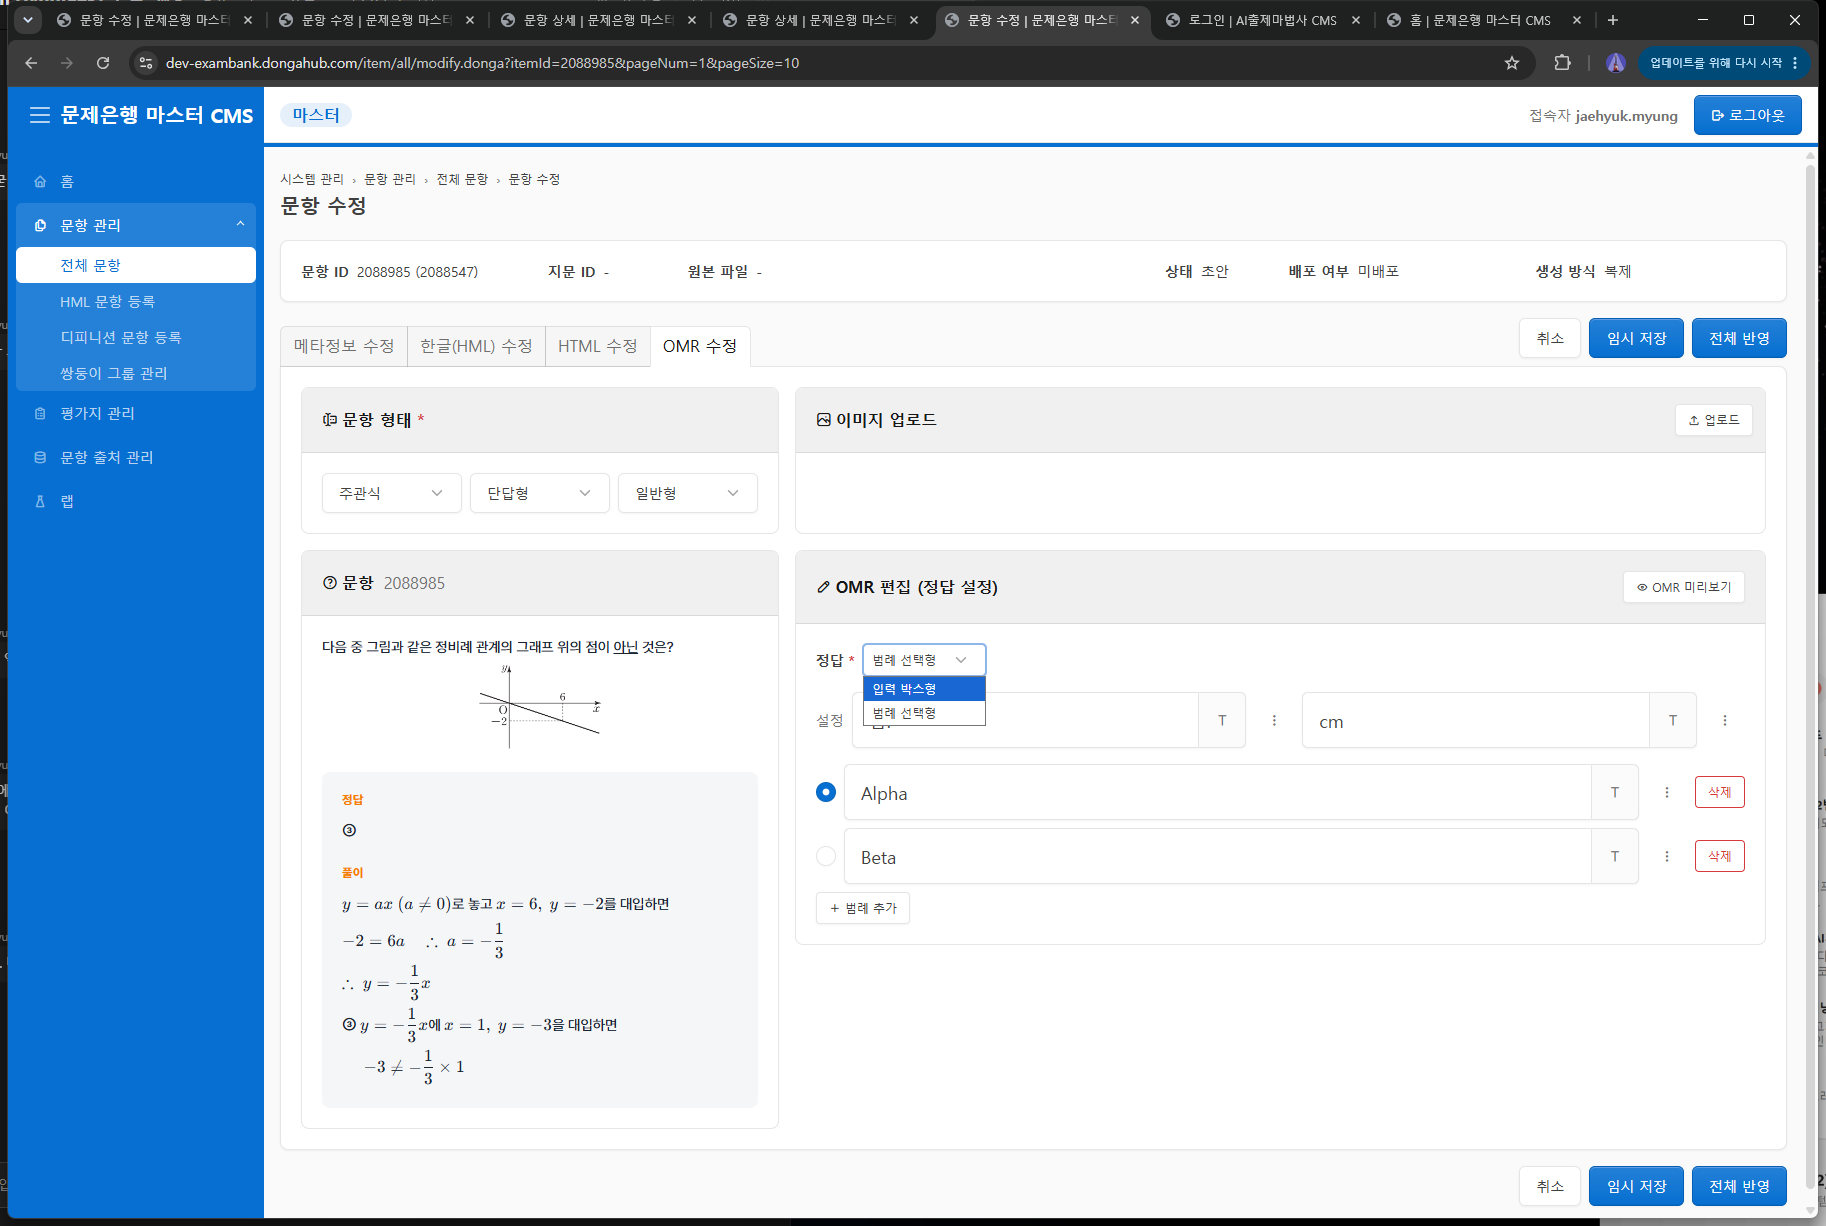 문항 수정 | 문제은행 마스터
문항 수정 | 문제은행 마스터
문항 상세 | 문제은행 마스터
문항 상세 | 문제은행 마스터
문항 수정 | 문제은행 마스터
로그인 | AI출제마법사 CMS
홈 | 문제은행 마스터 CMS
dev-exambank.dongahub.com/item/all/modify.donga?itemId=2088985&pageNum=1&pageSize=10
업데이트를 위해 다시 시작
문제은행 마스터 CMS
마스터
접속자 jaehyuk.myung
로그아웃
홈
문항 관리
전체 문항
HML 문항 등록
디피니션 문항 등록
쌍둥이 그룹 관리
평가지 관리
문항 출처 관리
랩
시스템 관리 › 문항 관리 › 전체 문항 › 문항 수정
문항 수정
문항 ID 2088985 (2088547)
지문 ID -
원본 파일 -
상태 초안
배포 여부 미배포
생성 방식 복제
메타정보 수정
한글(HML) 수정
HTML 수정
OMR 수정
취소
임시 저장
전체 반영
문항 형태 *
주관식
단답형
일반형
이미지 업로드
업로드
문항 2088985
다음 중 그림과 같은 정비례 관계의 그래프 위의 점이 아닌 것은?
y
6
O
x
−2
정답
③
풀이
y = ax (a ≠ 0)로 놓고 x = 6, y = −2를 대입하면
−2 = 6a ∴ a = −1/3
∴ y = −1/3x
③ y = −1/3x에 x = 1, y = −3을 대입하면
−3 ≠ −1/3 × 1
OMR 편집 (정답 설정)
OMR 미리보기
정답 * 범례 선택형
입력 박스형
범례 선택형
설정
T
cm
T
Alpha
T
삭제
Beta
T
삭제
+ 범례 추가
취소
임시 저장
전체 반영